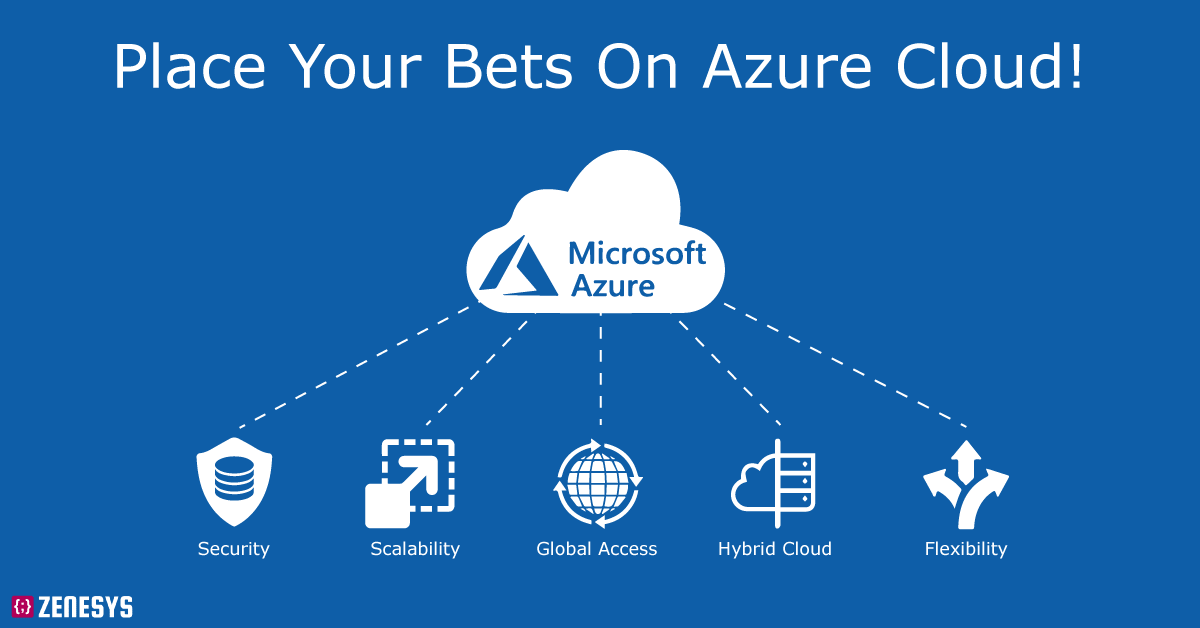 Place Your Bets On Azure Cloud!
Microsoft
Azure
Security
Scalability
Global Access
Hybrid Cloud
Flexibility
{;} ZENESYS